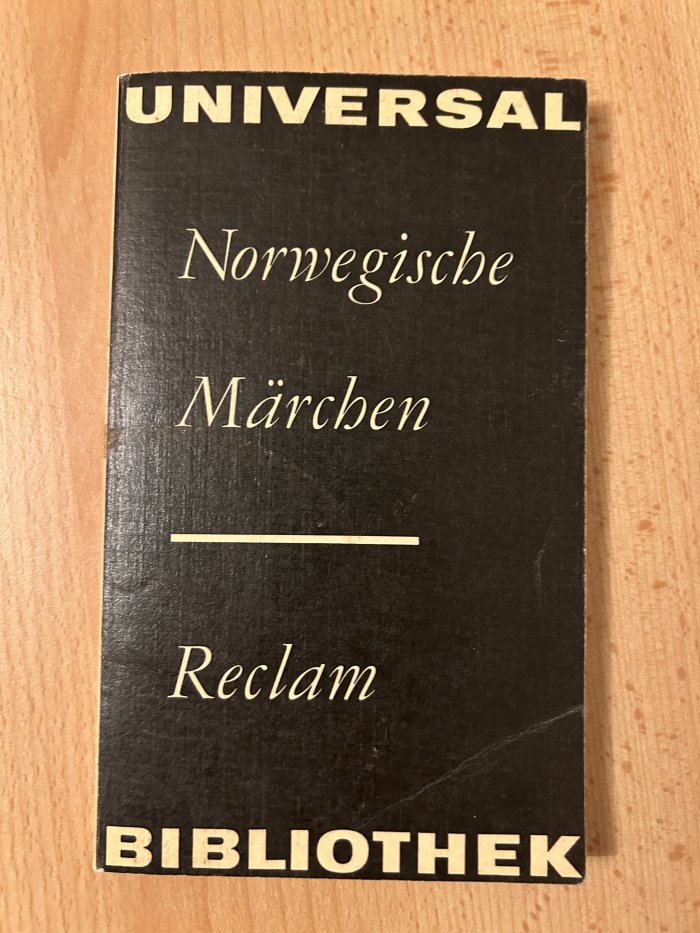 UNIVERSAL
Norwegische
Märchen
Reclam
BIBLIOTHEK